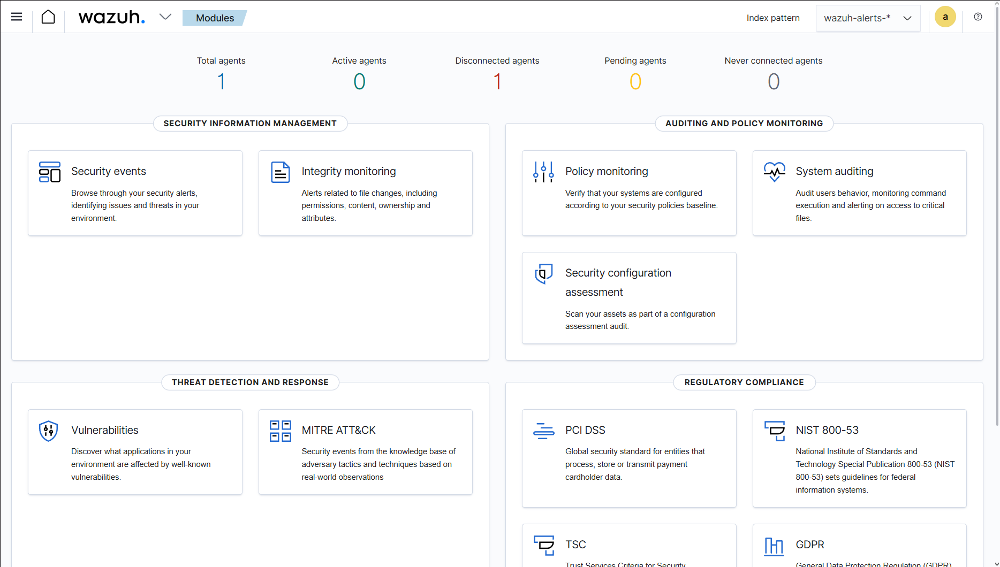 wazuh.
Modules
Index pattern
wazuh-alerts-*
a
Total agents
1
Active agents
0
Disconnected agents
1
Pending agents
0
Never connected agents
0
SECURITY INFORMATION MANAGEMENT
Security events
Browse through your security alerts,
identifying issues and threats in your
environment.
Integrity monitoring
Alerts related to file changes, including
permissions, content, ownership and
attributes.
AUDITING AND POLICY MONITORING
Policy monitoring
Verify that your systems are configured
according to your security policies baseline.
System auditing
Audit users behavior, monitoring command
execution and alerting on access to critical
files.
Security configuration
assessment
Scan your assets as part of a configuration
assessment audit.
THREAT DETECTION AND RESPONSE
Vulnerabilities
Discover what applications in your
environment are affected by well-known
vulnerabilities.
MITRE ATT&CK
Security events from the knowledge base of
adversary tactics and techniques based on
real-world observations
REGULATORY COMPLIANCE
PCI DSS
Global security standard for entities that
process, store or transmit payment
cardholder data.
NIST 800-53
National Institute of Standards and
Technology Special Publication 800-53 (NIST
800-53) sets guidelines for federal
information systems.
TSC
Trust Services Criteria for Security,
GDPR
General Data Protection Regulation (GDPR)